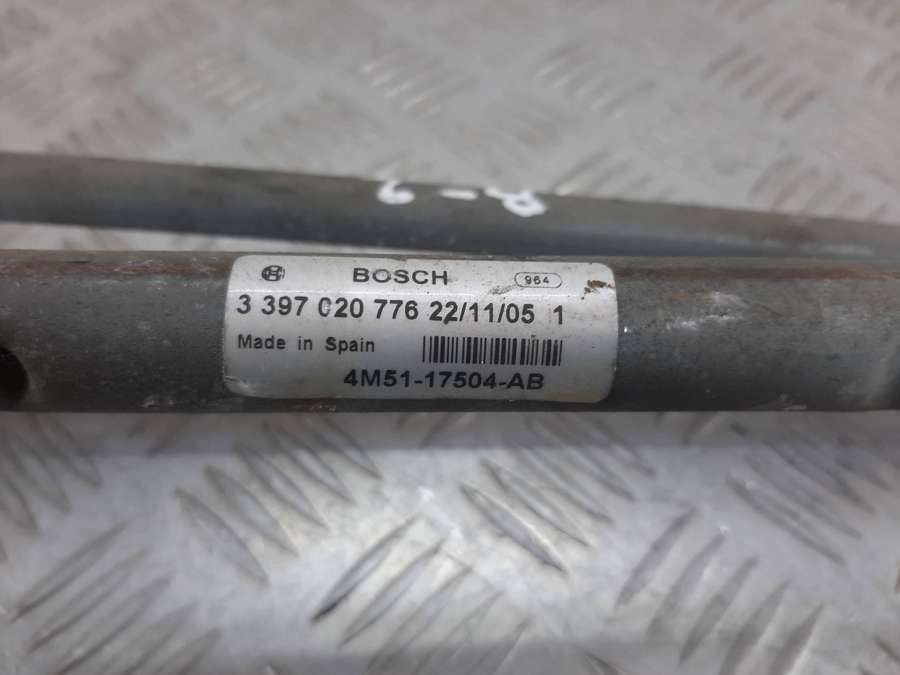 BOSCH 964
3 397 020 776 22/11/05 1
Made in Spain
4M51-17504-AB